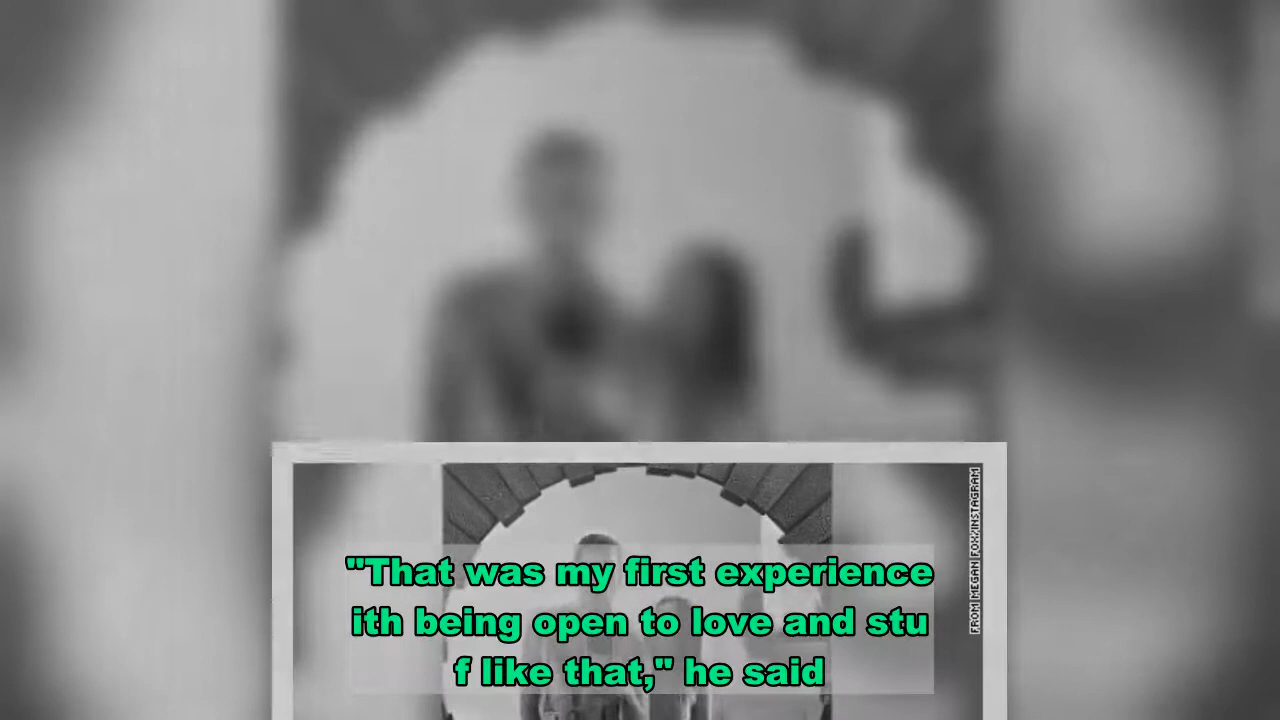 "That was my first experience
ith being open to love and stu
f like that," he said
FROM MEGAN FOX/INSTAGRAM